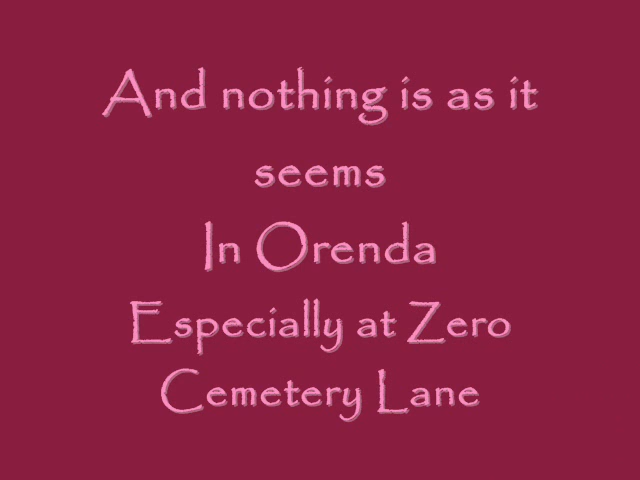 And nothing is as it
seems
In Orenda
Especially at Zero
Cemetery Lane